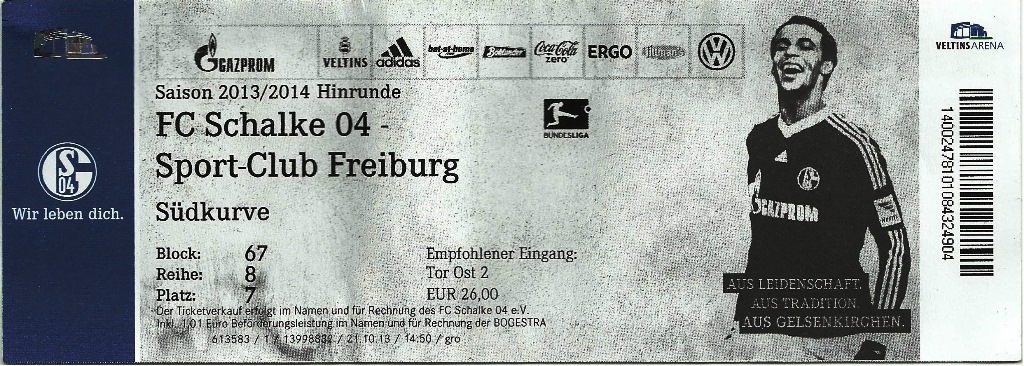 S
04
Wir leben dich.
GAZPROM
VELTINS
adidas
bet-at-home
Coca-Cola
zero
ERGO
VW
Saison 2013/2014 Hinrunde
FC Schalke 04 -
Sport-Club Freiburg
BUNDESLIGA
Südkurve
Block: 67
Reihe: 8
Platz: 7
Empfohlener Eingang:
Tor Ost 2
EUR 26,00
Der Ticketverkauf erfolgt im Namen und für Rechnung des FC Schalke 04 e.V.
Inkl. 1,01 Euro Beförderungsleistung im Namen und für Rechnung der BOGESTRA
613583 / 1 / 13998832 / 21.10.13 / 14:50 / gro
GAZPROM
AUS LEIDENSCHAFT.
AUS TRADITION.
AUS GELSENKIRCHEN.
VELTINS ARENA
14002478101084324904